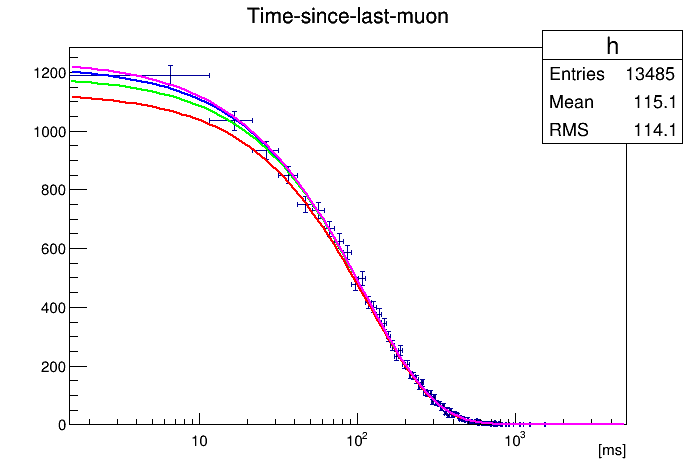 Time-since-last-muon
h
Entries 13485
Mean 115.1
RMS 114.1
1200
1000
800
600
400
200
0
10
10²
10³
[ms]